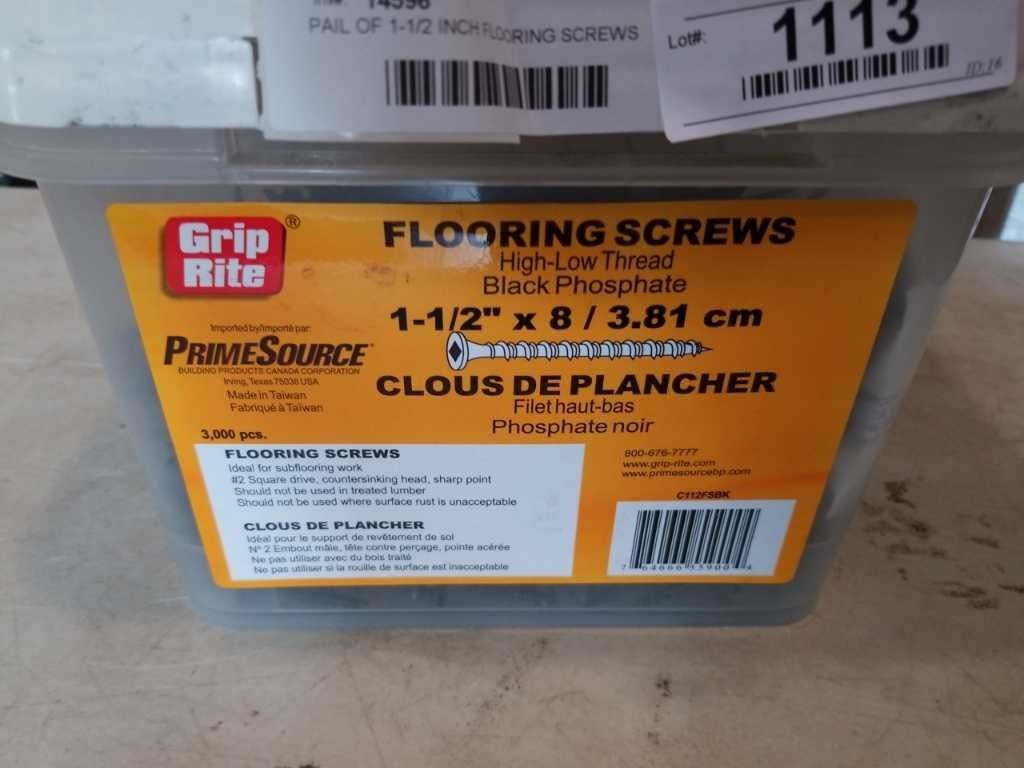 14596
PAIL OF 1-1/2 INCH FLOORING SCREWS
Lot#:
1113
ID:16
Grip
Rite
®
FLOORING SCREWS
High-Low Thread
Black Phosphate
1-1/2" x 8 / 3.81 cm
Imported by/Importé par:
PRIMESOURCE
BUILDING PRODUCTS CANADA CORPORATION
Irving, Texas 75038 USA
Made in Taiwan
Fabriqué à Taiwan
CLOUS DE PLANCHER
Filet haut-bas
Phosphate noir
3,000 pcs.
FLOORING SCREWS
Ideal for subflooring work
#2 Square drive, countersinking head, sharp point
Should not be used in treated lumber
Should not be used where surface rust is unacceptable
CLOUS DE PLANCHER
Idéal pour le support de revêtement de sol
Nº 2 Embout mâle, tête contre perçage, pointe acérée
Ne pas utiliser avec du bois traité
Ne pas utiliser si la rouille de surface est inacceptable
800-676-7777
www.grip-rite.com
www.primesourcebp.com
C112FSBK